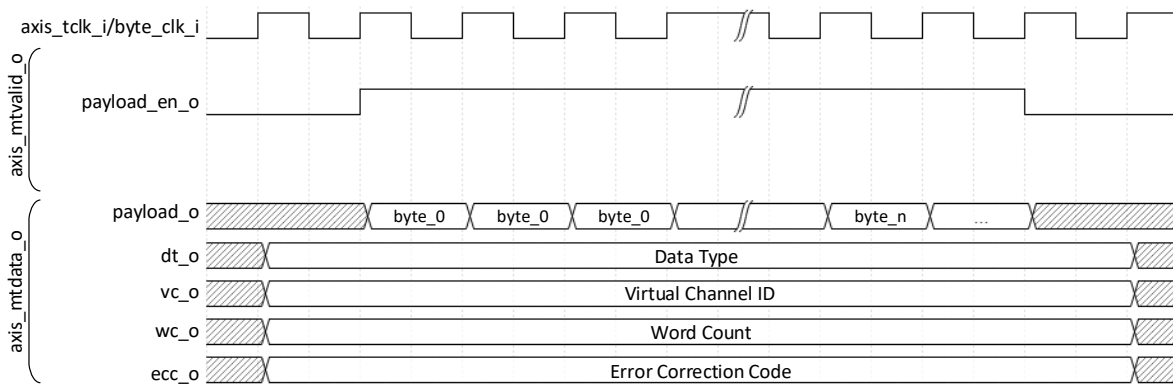 axis_tclk_i/byte_clk_i
axis_mtvalid_o
payload_en_o
axis_mtdata_o
payload_o byte_0 byte_0 byte_0 byte_n ...
dt_o Data Type
vc_o Virtual Channel ID
wc_o Word Count
ecc_o Error Correction Code